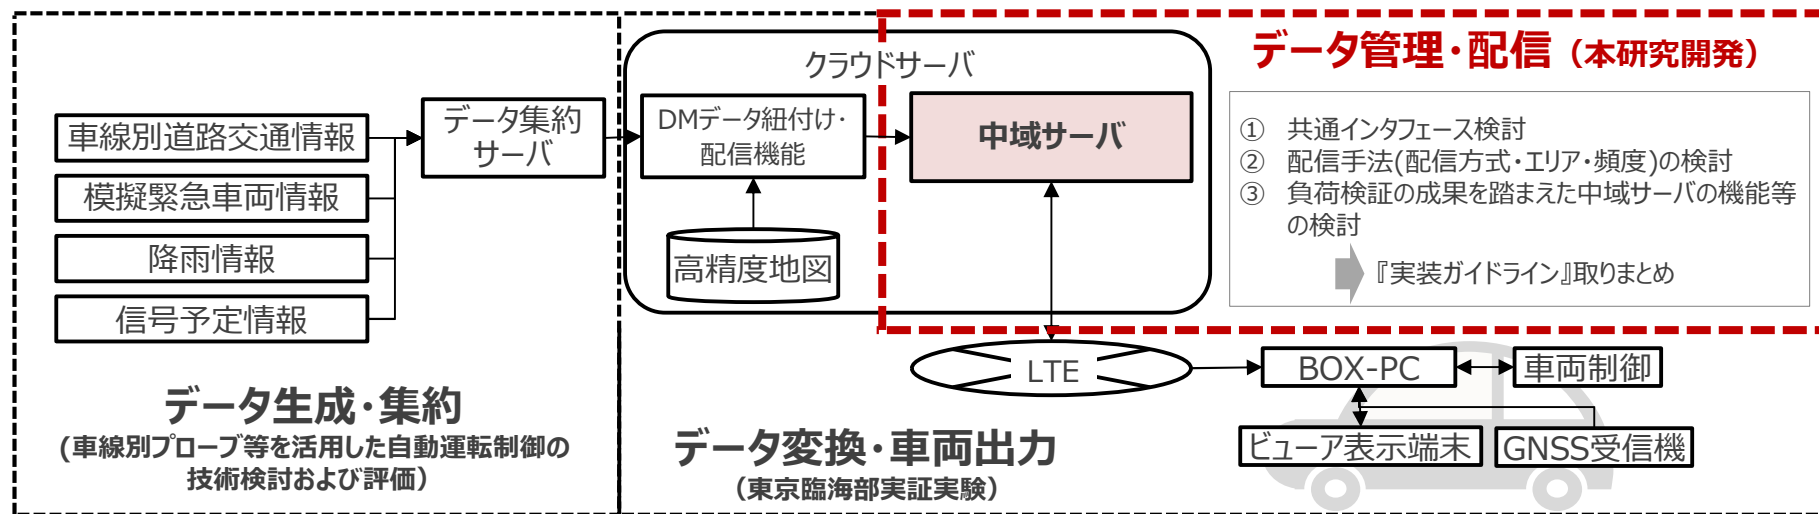 車線別道路交通情報
模擬緊急車両情報
降雨情報
信号予定情報
データ集約
サーバ
データ生成・集約
(車線別プローブ等を活用した自動運転制御の
技術検討および評価)
クラウドサーバ
DMデータ紐付け・
配信機能
高精度地図
中域サーバ
データ管理・配信（本研究開発）
① 共通インタフェース検討
② 配信手法(配信方式・エリア・頻度)の検討
③ 負荷検証の成果を踏まえた中域サーバの機能等
の検討
『実装ガイドライン』取りまとめ
LTE
BOX-PC
車両制御
ビューア表示端末
GNSS受信機
データ変換・車両出力
（東京臨海部実証実験）